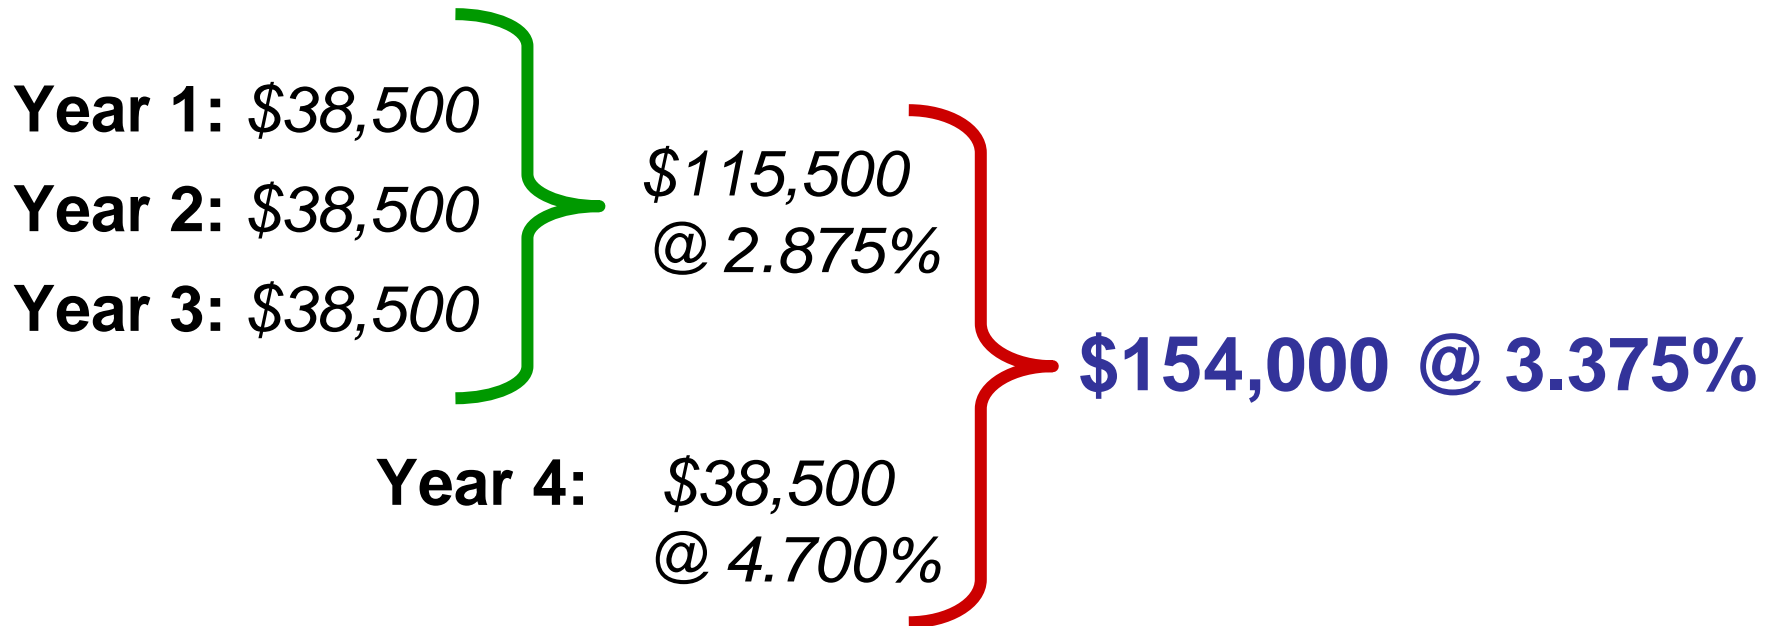 Year 1: $38,500
Year 2: $38,500
Year 3: $38,500
$115,500
@ 2.875%
Year 4: $38,500
@ 4.700%
$154,000 @ 3.375%